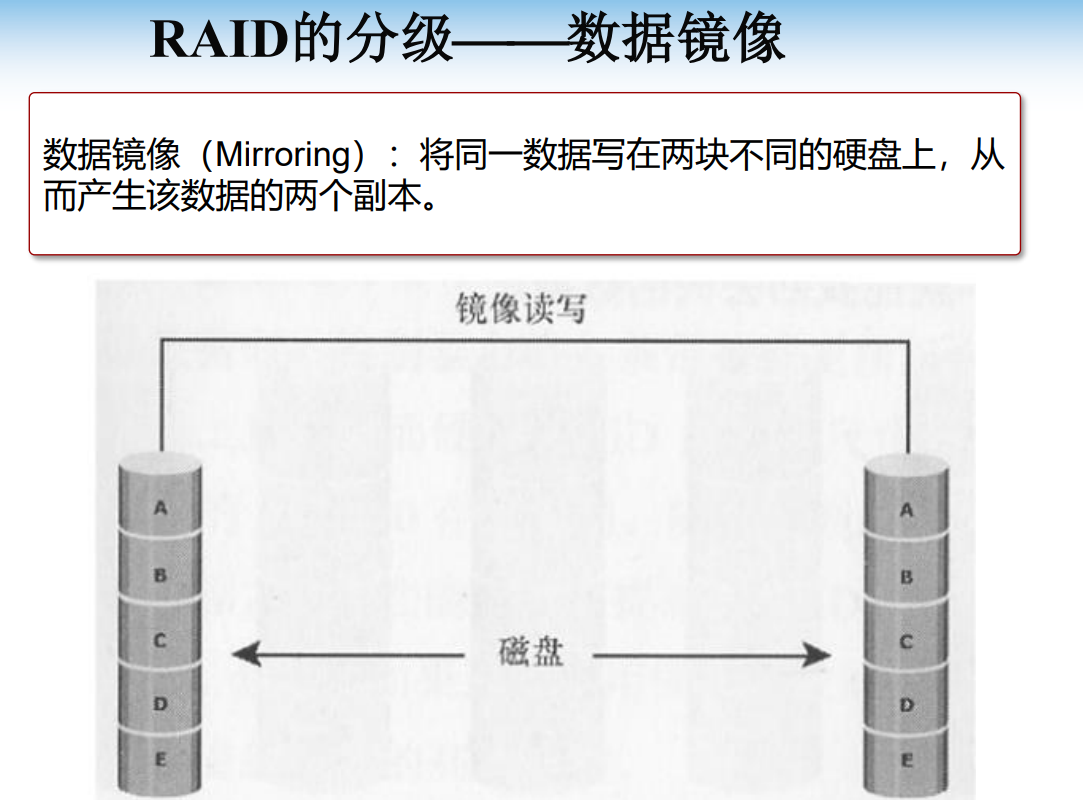 RAID的分级——数据镜像
数据镜像（Mirroring）：将同一数据写在两块不同的硬盘上，从
而产生该数据的两个副本。
镜像读写
A
B
C
D
E
磁盘
A
B
C
D
E